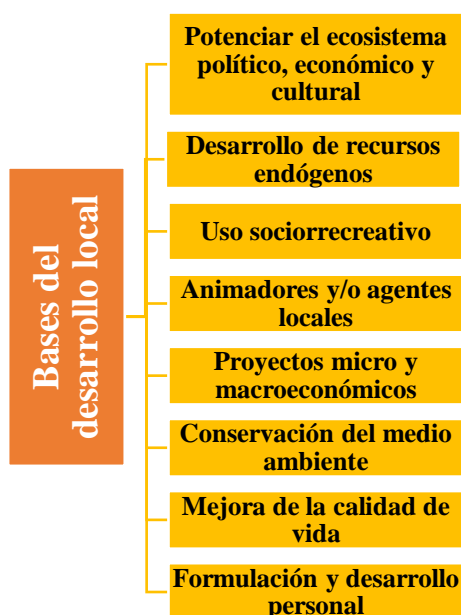 Bases del
desarrollo local
Potenciar el ecosistema
político, económico y
cultural
Desarrollo de recursos
endógenos
Uso sociorrecreativo
Animadores y/o agentes
locales
Proyectos micro y
macroeconómicos
Conservación del medio
ambiente
Mejora de la calidad de
vida
Formulación y desarrollo
personal